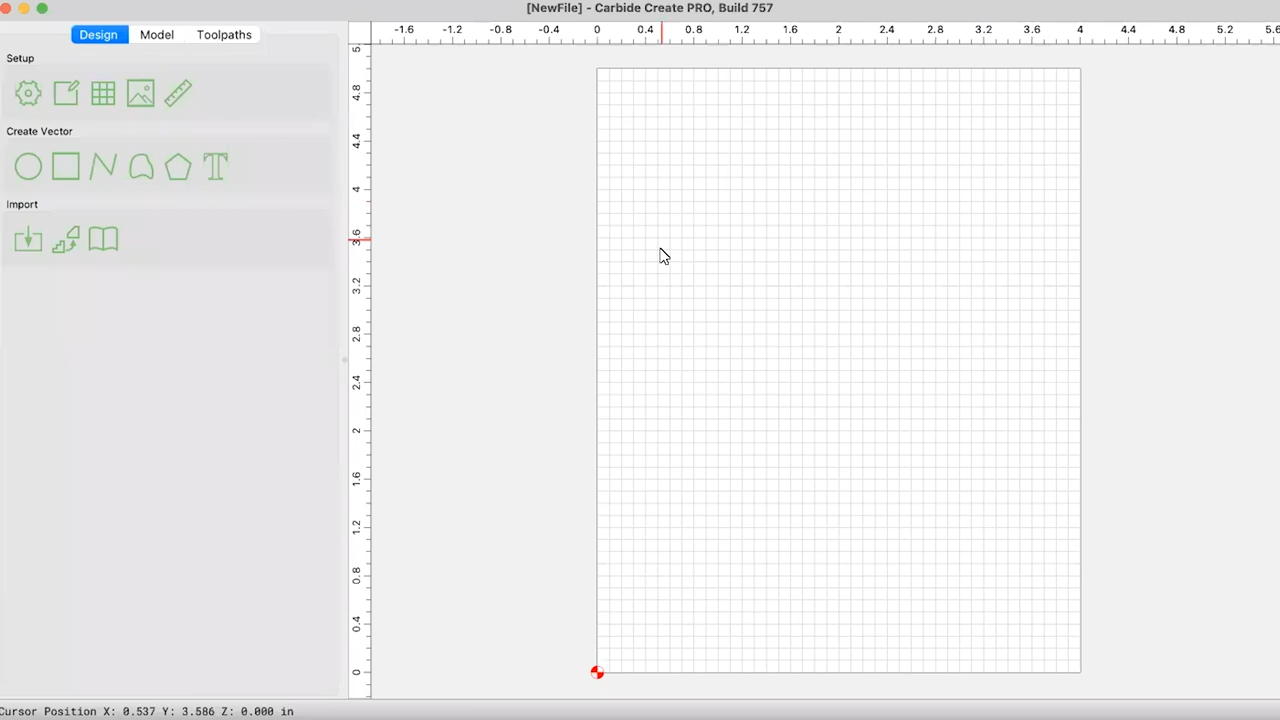 [NewFile] - Carbide Create PRO, Build 757
Design Model Toolpaths
-1.6 -1.2 -0.8 -0.4 0 0.4 0.8 1.2 1.6 2 2.4 2.8 3.2 3.6 4 4.4 4.8 5.2 5.6
Setup
Create Vector
T
Import
5
4.8
4.4
4
3.6
3.2
2.8
2.4
2
1.6
1.2
0.8
0.4
0
Cursor Position X: 0.537 Y: 3.586 Z: 0.000 in